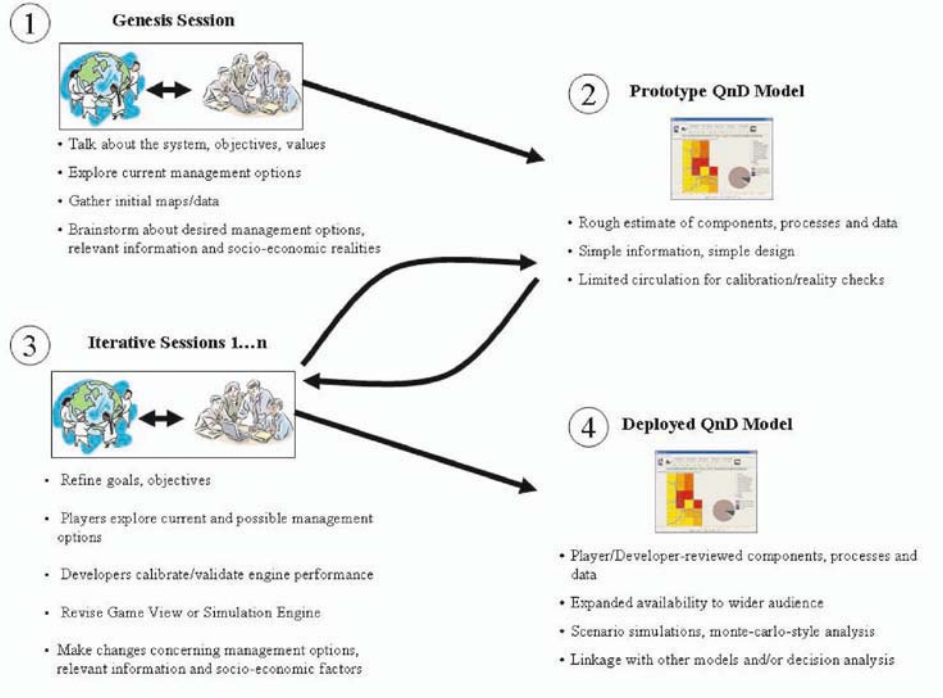 1
Genesis Session
• Talk about the system, objectives, values
• Explore current management options
• Gather initial maps/data
• Brainstorm about desired management options,
relevant information and socio-economic realities
2
Prototype QnD Model
• Rough estimate of components, processes and data
• Simple information, simple design
• Limited circulation for calibration/reality checks
3
Iterative Sessions 1...n
• Refine goals, objectives
• Players explore current and possible management
options
• Developers calibrate/validate engine performance
• Revise Game View or Simulation Engine
• Make changes concerning management options,
relevant information and socio-economic factors
4
Deployed QnD Model
• Player/Developer-reviewed components, processes and
data
• Expanded availability to wider audience
• Scenario simulations, monte-carlo-style analysis
• Linkage with other models and/or decision analysis